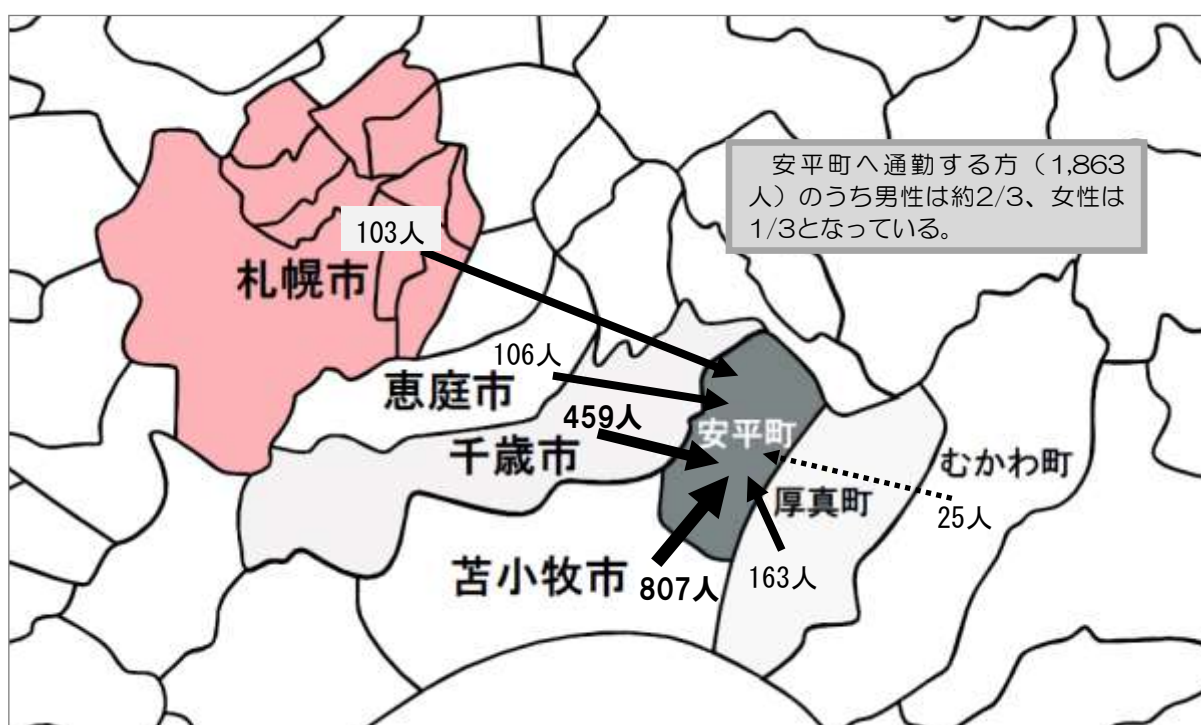 安平町へ通勤する方（1,863
人）のうち男性は約2/3、女性は
1/3となっている。
103人
札幌市
106人
恵庭市
459人
千歳市
安平町
むかわ町
厚真町
25人
苫小牧市
807人
163人